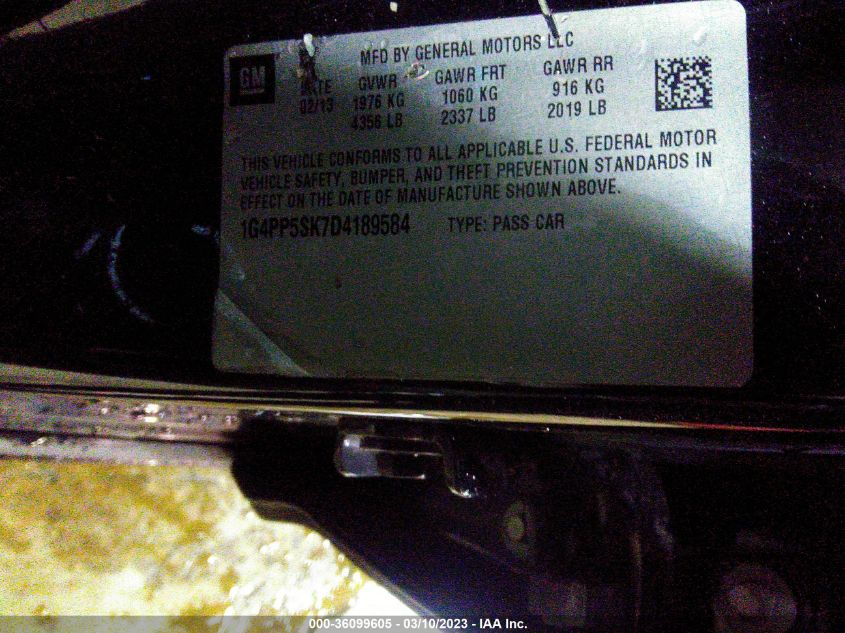 MFD BY GENERAL MOTORS LLC
GM
DATE GVWR GAWR FRT GAWR RR
02/13 1976 KG 1060 KG 916 KG
4356 LB 2337 LB 2019 LB
THIS VEHICLE CONFORMS TO ALL APPLICABLE U.S. FEDERAL MOTOR
VEHICLE SAFETY, BUMPER, AND THEFT PREVENTION STANDARDS IN
EFFECT ON THE DATE OF MANUFACTURE SHOWN ABOVE.
1G4PP5SK7D4189584 TYPE: PASS CAR
000-36099605 - 03/10/2023 - IAA Inc.